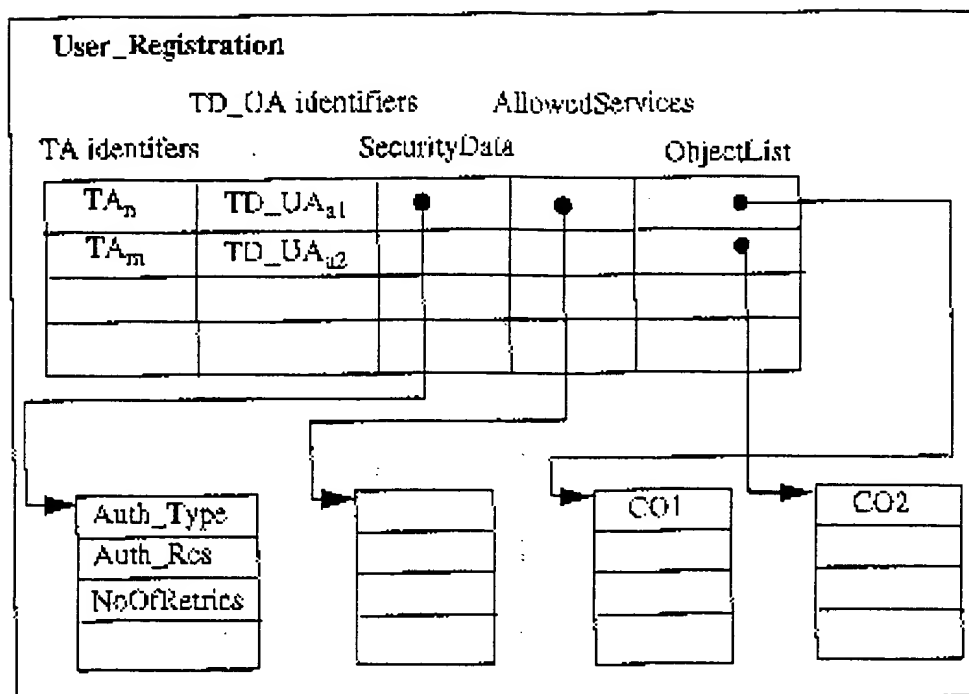 User_Registration
TD_UA identifiers AllowedServices
TA identifers SecurityData ObjectList
TAn TD_UAa1
TAm TD_UAa2
Auth_Type CO1 CO2
Auth_Res
NoOfRetries